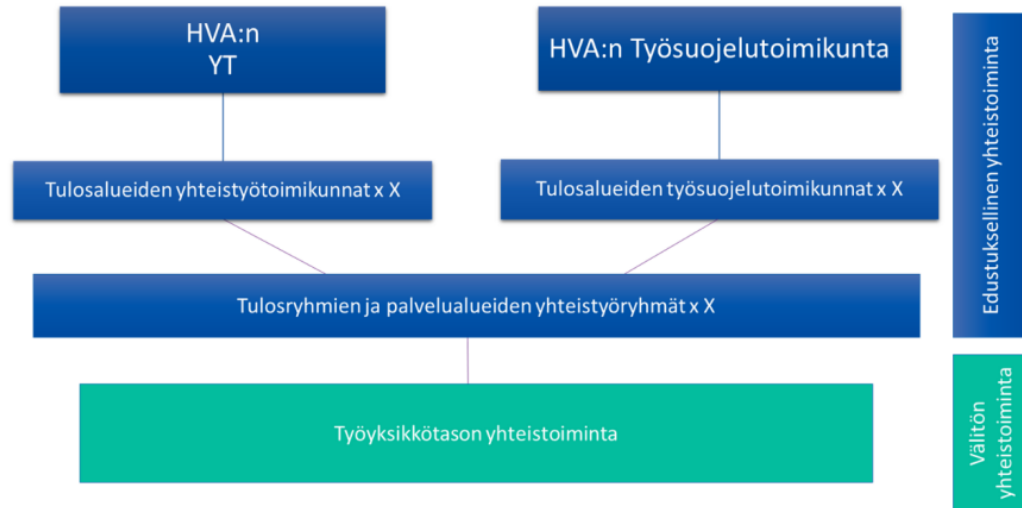 HVA:n
YT
HVA:n Työsuojelutoimikunta
Tulosalueiden yhteistyötoimikunnat x X
Tulosalueiden työsuojelutoimikunnat x X
Tulosryhmien ja palvelualueiden yhteistyöryhmät x X
Työyksikkötason yhteistoiminta
Edustuksellinen yhteistoiminta
Välitön
yhteistoiminta